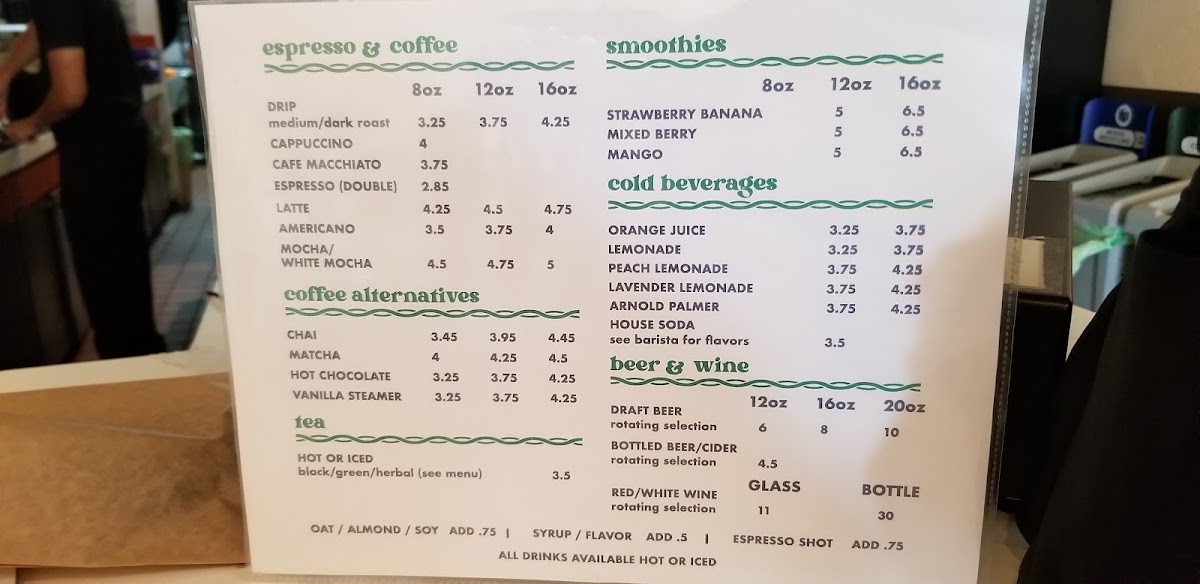 espresso & coffee
8oz 12oz 16oz
DRIP
medium/dark roast 3.25 3.75 4.25
CAPPUCCINO 4
CAFE MACCHIATO 3.75
ESPRESSO (DOUBLE) 2.85
LATTE 4.25 4.5 4.75
AMERICANO 3.5 3.75 4
MOCHA/
WHITE MOCHA 4.5 4.75 5
coffee alternatives
CHAI 3.45 3.95 4.45
MATCHA 4 4.25 4.5
HOT CHOCOLATE 3.25 3.75 4.25
VANILLA STEAMER 3.25 3.75 4.25
tea
HOT OR ICED
black/green/herbal (see menu) 3.5
smoothies
8oz 12oz 16oz
STRAWBERRY BANANA 5 6.5
MIXED BERRY 5 6.5
MANGO 5 6.5
cold beverages
ORANGE JUICE 3.25 3.75
LEMONADE 3.25 3.75
PEACH LEMONADE 3.75 4.25
LAVENDER LEMONADE 3.75 4.25
ARNOLD PALMER 3.75 4.25
HOUSE SODA
see barista for flavors 3.5
beer & wine
12oz 16oz 20oz
DRAFT BEER
rotating selection 6 8 10
BOTTLED BEER/CIDER
rotating selection 4.5
GLASS BOTTLE
RED/WHITE WINE
rotating selection 11 30
OAT / ALMOND / SOY ADD .75 | SYRUP / FLAVOR ADD .5 | ESPRESSO SHOT ADD .75
ALL DRINKS AVAILABLE HOT OR ICED